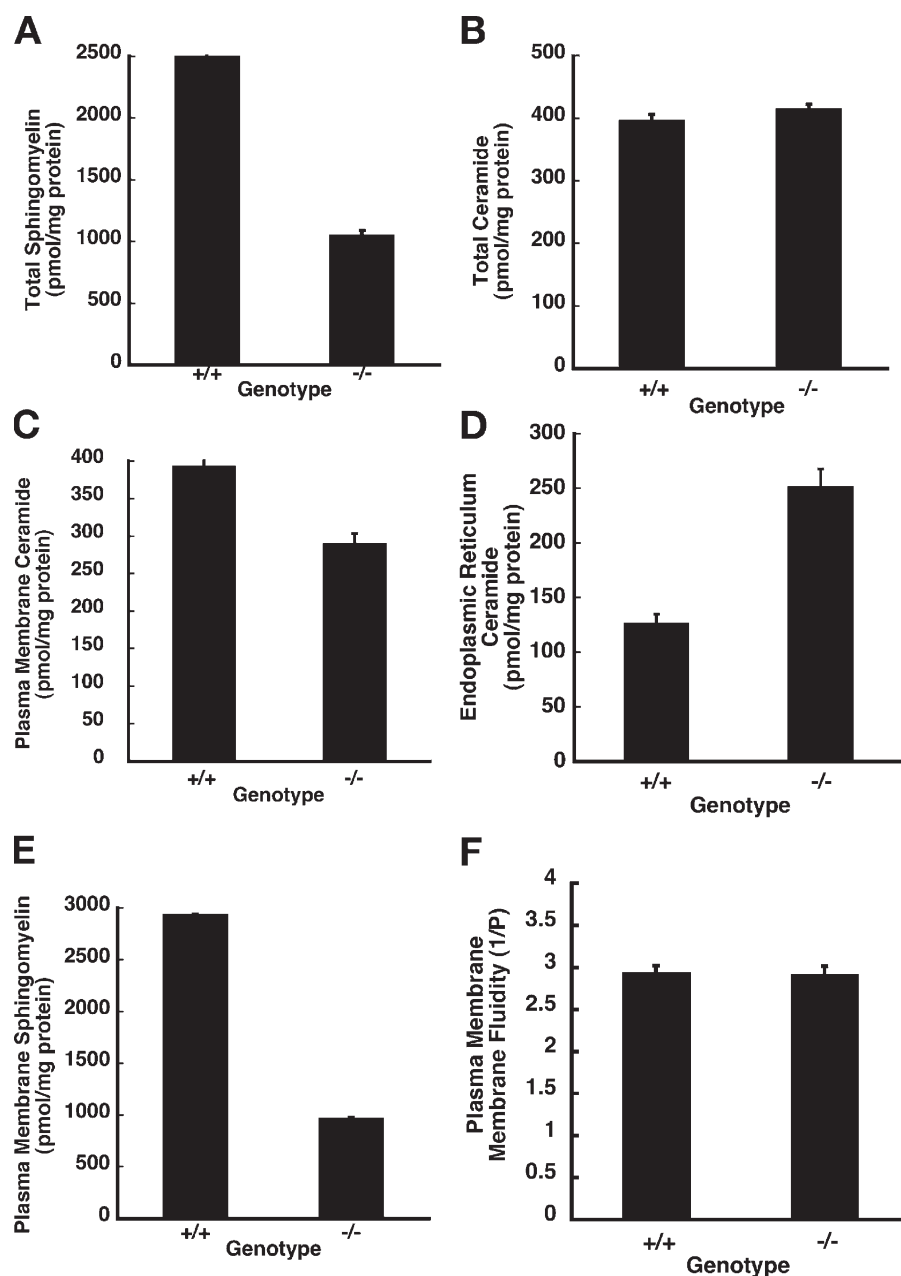 A
Total Sphingomyelin
(pmol/mg protein)
2500
2000
1500
1000
500
0
+/+
-/-
Genotype
B
Total Ceramide
(pmol/mg protein)
500
400
300
400
200
100
0
+/+
-/-
Genotype
C
Plasma Membrane Ceramide
(pmol/mg protein)
400
350
300
250
200
150
100
50
0
+/+
-/-
Genotype
D
Endoplasmic Reticulum
Ceramide
(pmol/mg protein)
300
250
200
150
100
50
0
+/+
-/-
Genotype
E
Plasma Membrane Sphingomyelin
(pmol/mg protein)
3000
2500
2000
1500
1000
500
0
+/+
-/-
Genotype
F
Plasma Membrane
Membrane Fluidity (1/P)
4
3.5
3
2.5
2
1.5
1
0.5
0
+/+
-/-
Genotype